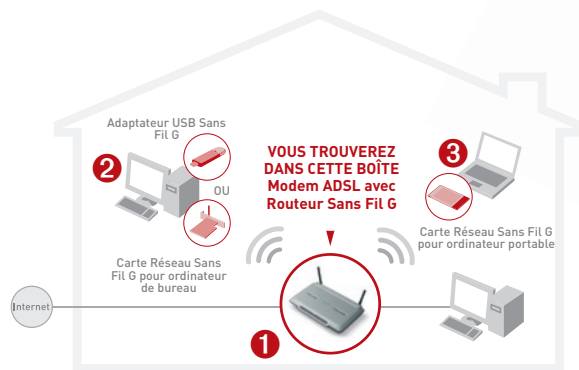 Adaptateur USB Sans
Fil G
2
OU
Carte Réseau Sans
Fil G pour ordinateur
de bureau
VOUS TROUVEREZ
DANS CETTE BOÎTE
Modem ADSL avec
Routeur Sans Fil G
3
Carte Réseau Sans Fil G
pour ordinateur portable
Internet
1